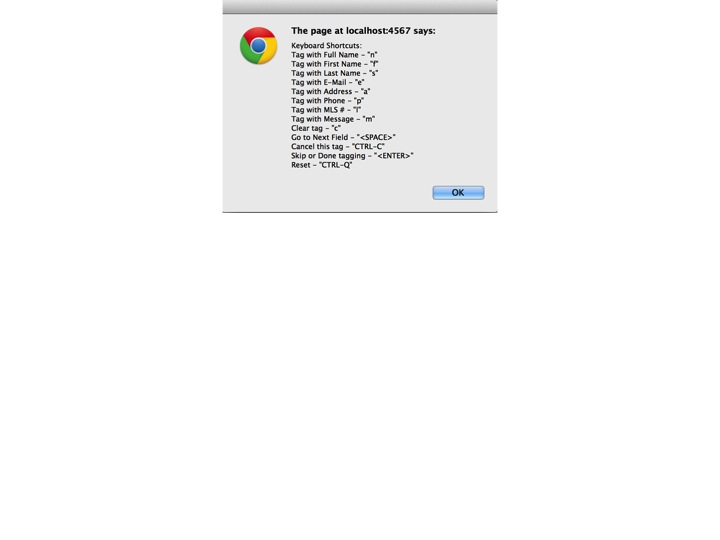 The page at localhost:4567 says:
Keyboard Shortcuts:
Tag with Full Name - "n"
Tag with First Name - "f"
Tag with Last Name - "s"
Tag with E-Mail - "e"
Tag with Address - "a"
Tag with Phone - "p"
Tag with MLS # - "l"
Tag with Message - "m"
Clear tag - "c"
Go to Next Field - "<SPACE>"
Cancel this tag - "CTRL-C"
Skip or Done tagging - "<ENTER>"
Reset - "CTRL-Q"
OK